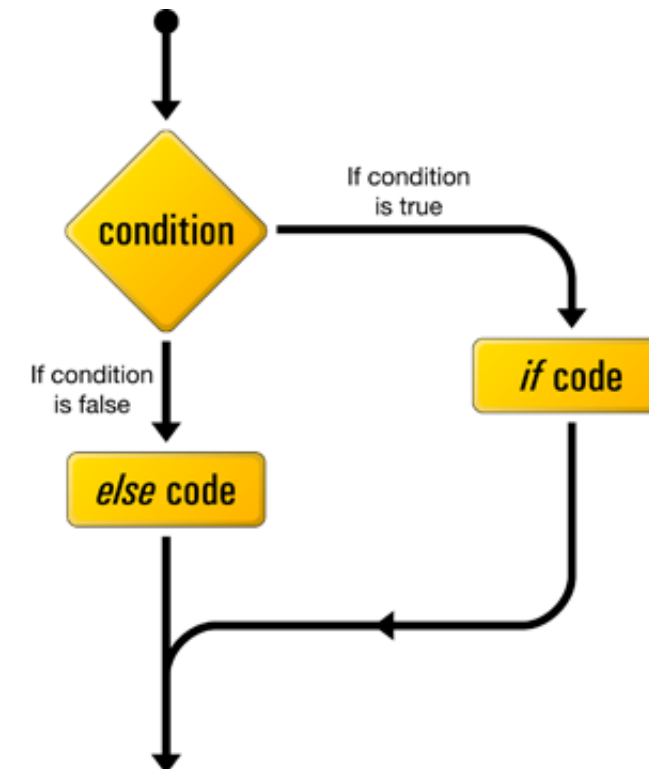 condition
If condition
is true
if code
If condition
is false
else code